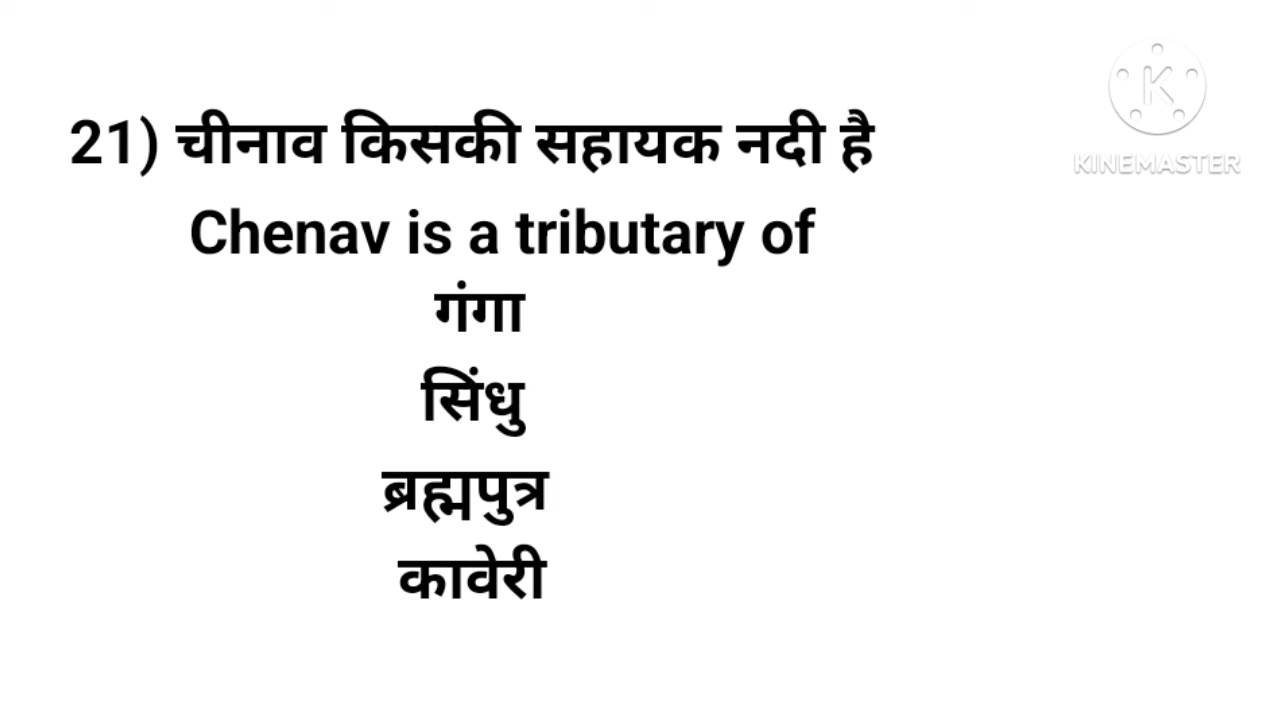 21) चीनाव किसकी सहायक नदी है
Chenav is a tributary of
गंगा
सिंधु
ब्रह्मपुत्र
कावेरी
KINEMASTER